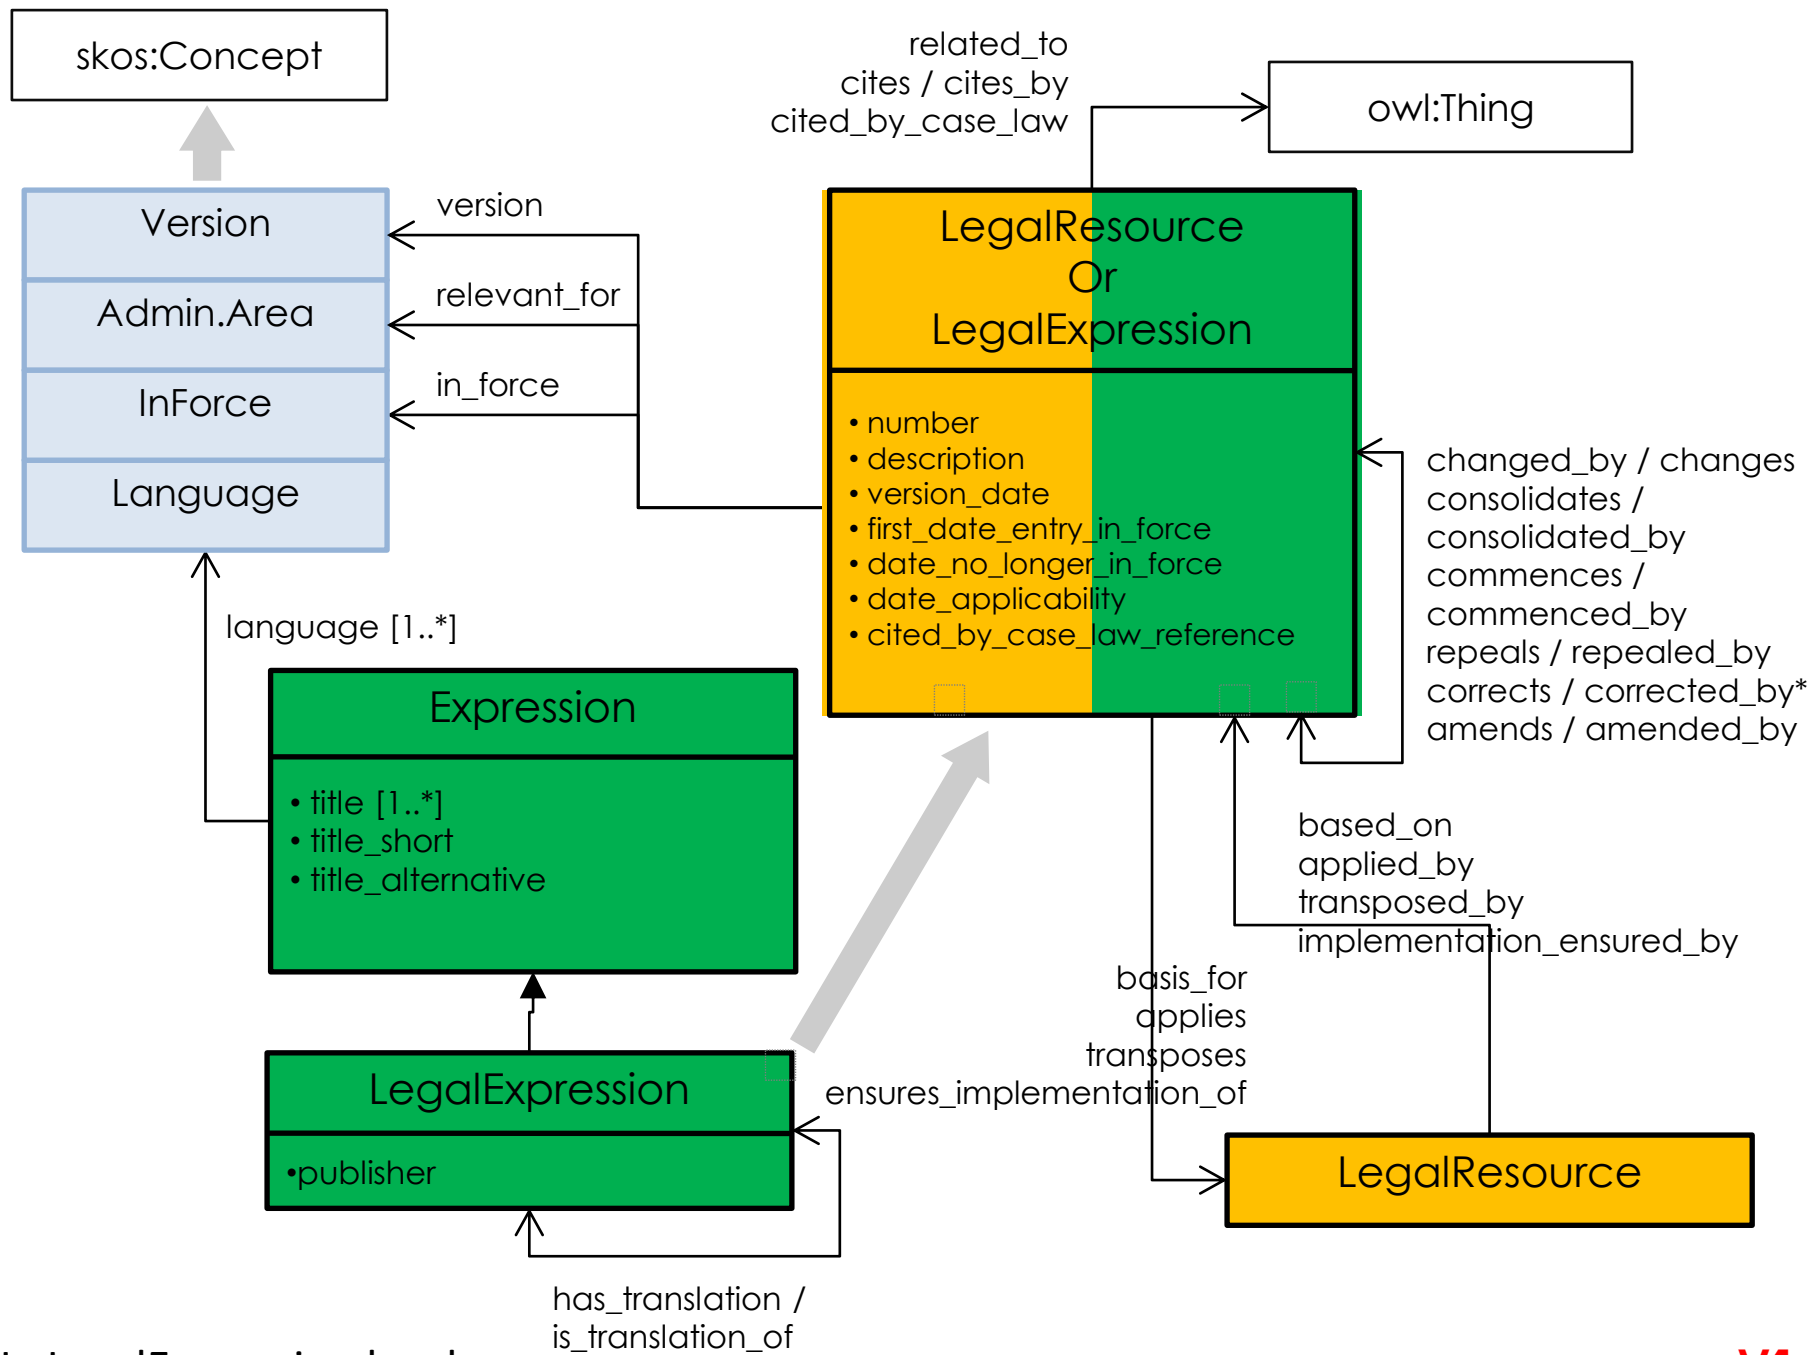 skos:Concept
related_to
cites / cites_by
cited_by_case_law
owl:Thing
Version
Admin.Area
InForce
Language
version
relevant_for
in_force
LegalResource
Or
LegalExpression
• number
• description
• version_date
• first_date_entry_in_force
• date_no_longer_in_force
• date_applicability
• cited_by_case_law_reference
changed_by / changes
consolidates /
consolidated_by
commences /
commenced_by
repeals / repealed_by
corrects / corrected_by*
amends / amended_by
language [1..*]
Expression
• title [1..*]
• title_short
• title_alternative
based_on
applied_by
transposed_by
implementation_ensured_by
basis_for
applies
transposes
ensures_implementation_of
LegalExpression
•publisher
LegalResource
has_translation /
is_translation_of